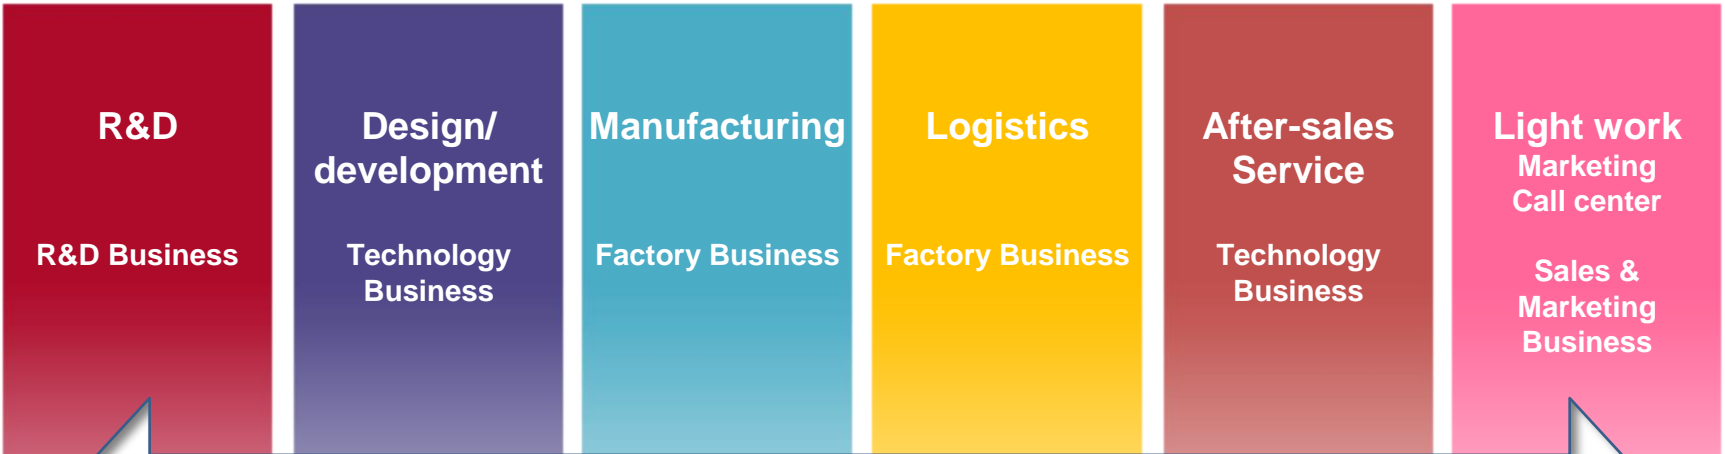 R&D
R&D Business
Design/
development
Technology
Business
Manufacturing
Factory Business
Logistics
Factory Business
After-sales
Service
Technology
Business
Light work
Marketing
Call center
Sales &
Marketing
Business